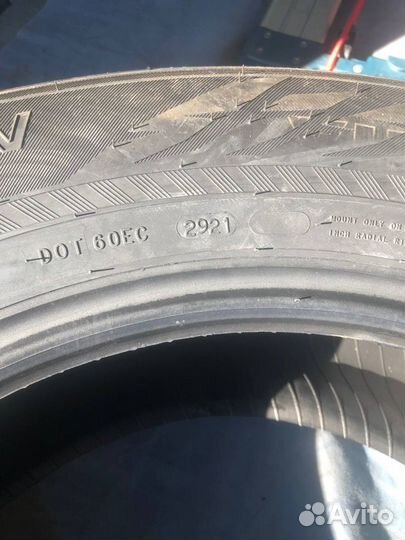 DOT 60EC 2921
MOUNT ONLY ON
INCH RADIAL RI
Avito